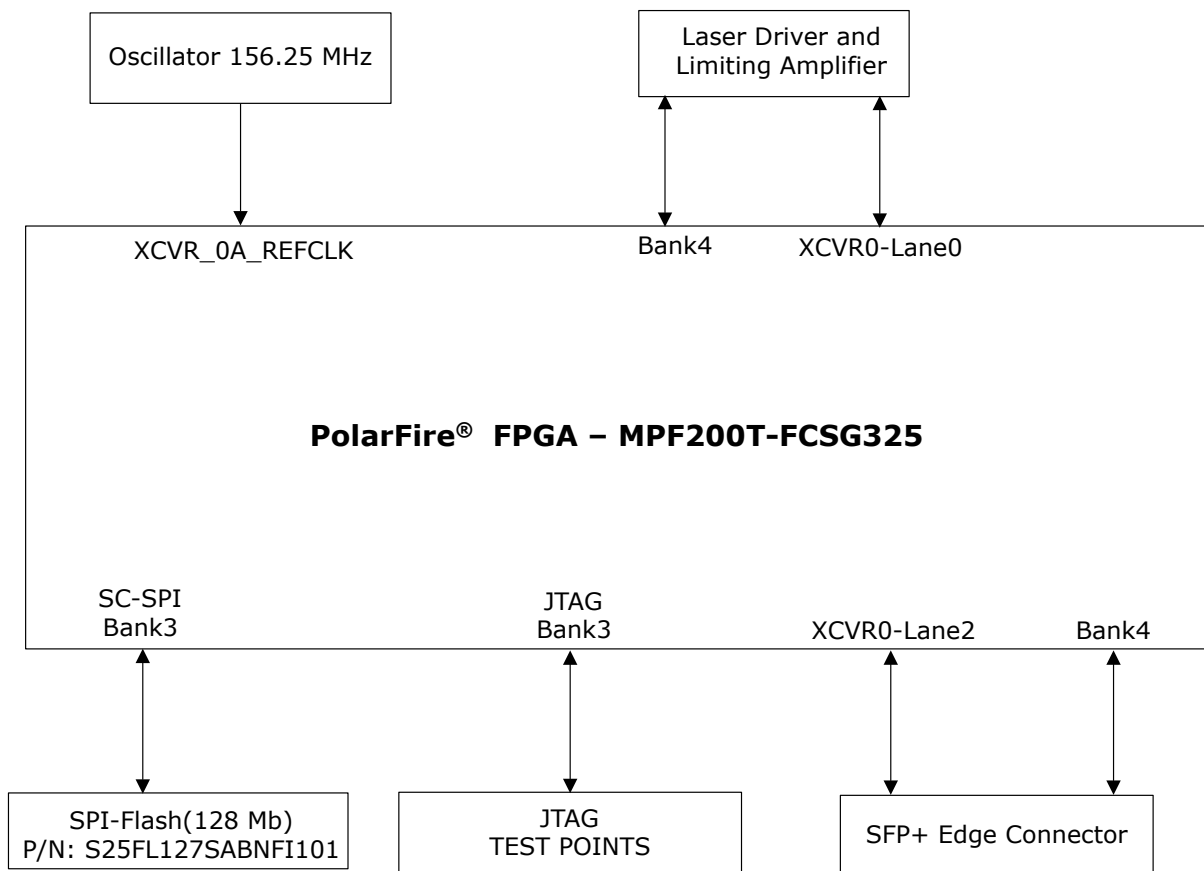 Oscillator 156.25 MHz
Laser Driver and
Limiting Amplifier
XCVR_0A_REFCLK
Bank4
XCVR0-Lane0
PolarFire® FPGA – MPF200T-FCSG325
SC-SPI
Bank3
JTAG
Bank3
XCVR0-Lane2
Bank4
SPI-Flash(128 Mb)
P/N: S25FL127SABNFI101
JTAG
TEST POINTS
SFP+ Edge Connector